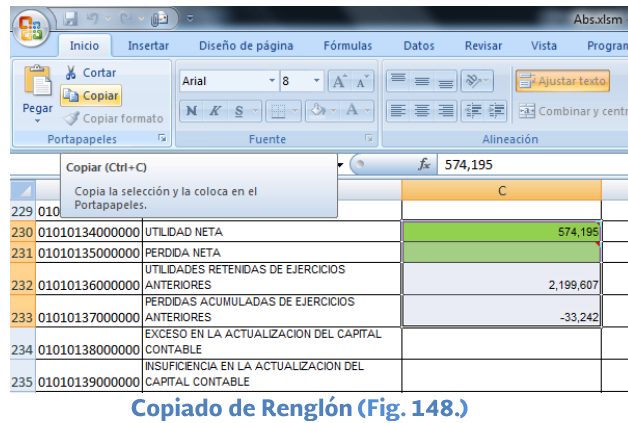 Abs.xlsm
Inicio Insertar Diseño de página Fórmulas Datos Revisar Vista Progran
Cortar
Copiar
Copiar formato
Pegar
Portapapeles
Arial 8
N K S
Fuente
Ajustar texto
Combinar y centr
Alineación
Copiar (Ctrl+C)
Copia la selección y la coloca en el
Portapapeles.
fx 574,195
C
229 010
230 01010134000000 UTILIDAD NETA 574,195
231 01010135000000 PERDIDA NETA
UTILIDADES RETENIDAS DE EJERCICIOS
232 01010136000000 ANTERIORES 2,199,607
PERDIDAS ACUMULADAS DE EJERCICIOS
233 01010137000000 ANTERIORES -33,242
EXCESO EN LA ACTUALIZACION DEL CAPITAL
234 01010138000000 CONTABLE
INSUFICIENCIA EN LA ACTUALIZACION DEL
235 01010139000000 CAPITAL CONTABLE
Copiado de Renglón (Fig. 148.)